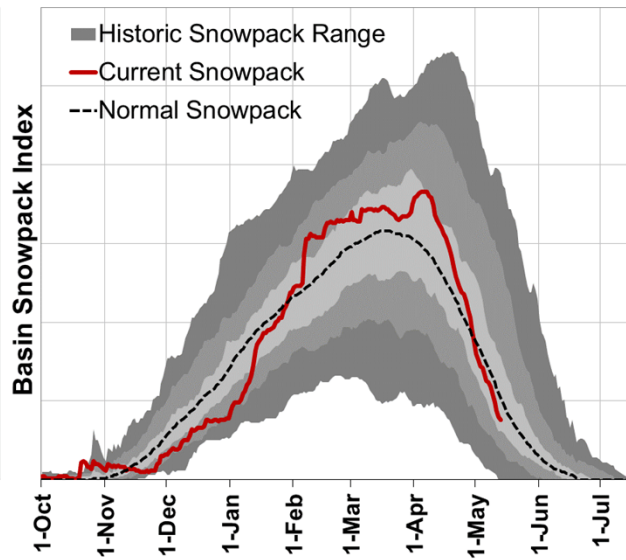 Historic Snowpack Range
Current Snowpack
Normal Snowpack
Basin Snowpack Index
1-Oct
1-Nov
1-Dec
1-Jan
1-Feb
1-Mar
1-Apr
1-May
1-Jun
1-Jul